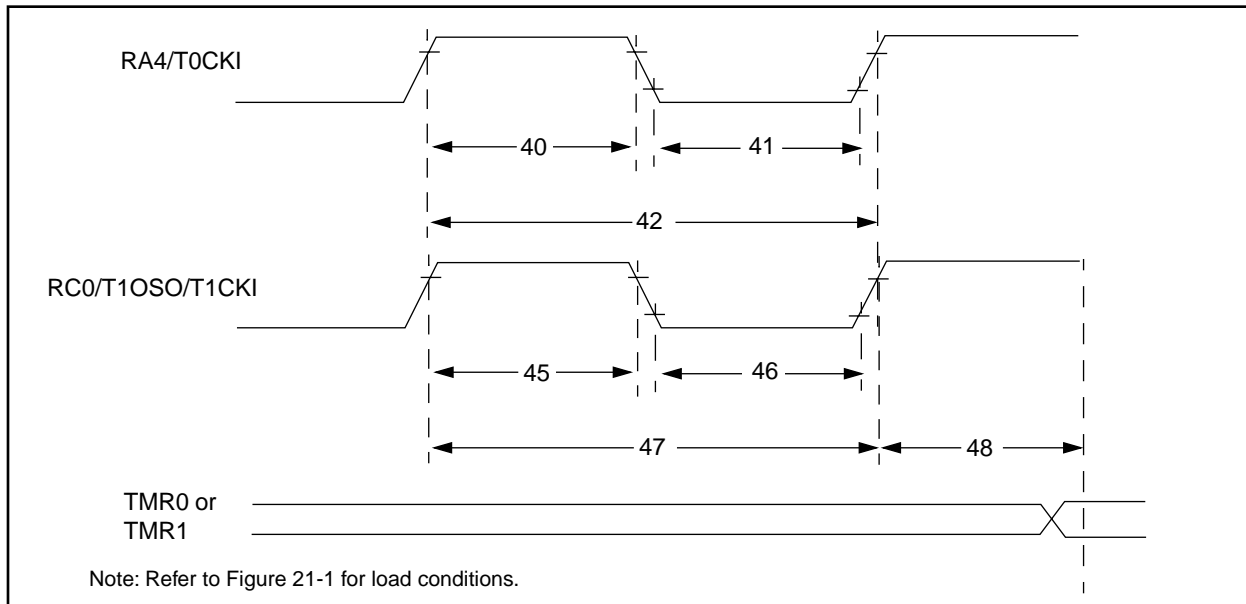 RA4/T0CKI
40
41
42
RC0/T1OSO/T1CKI
45
46
47
48
TMR0 or
TMR1
Note: Refer to Figure 21-1 for load conditions.